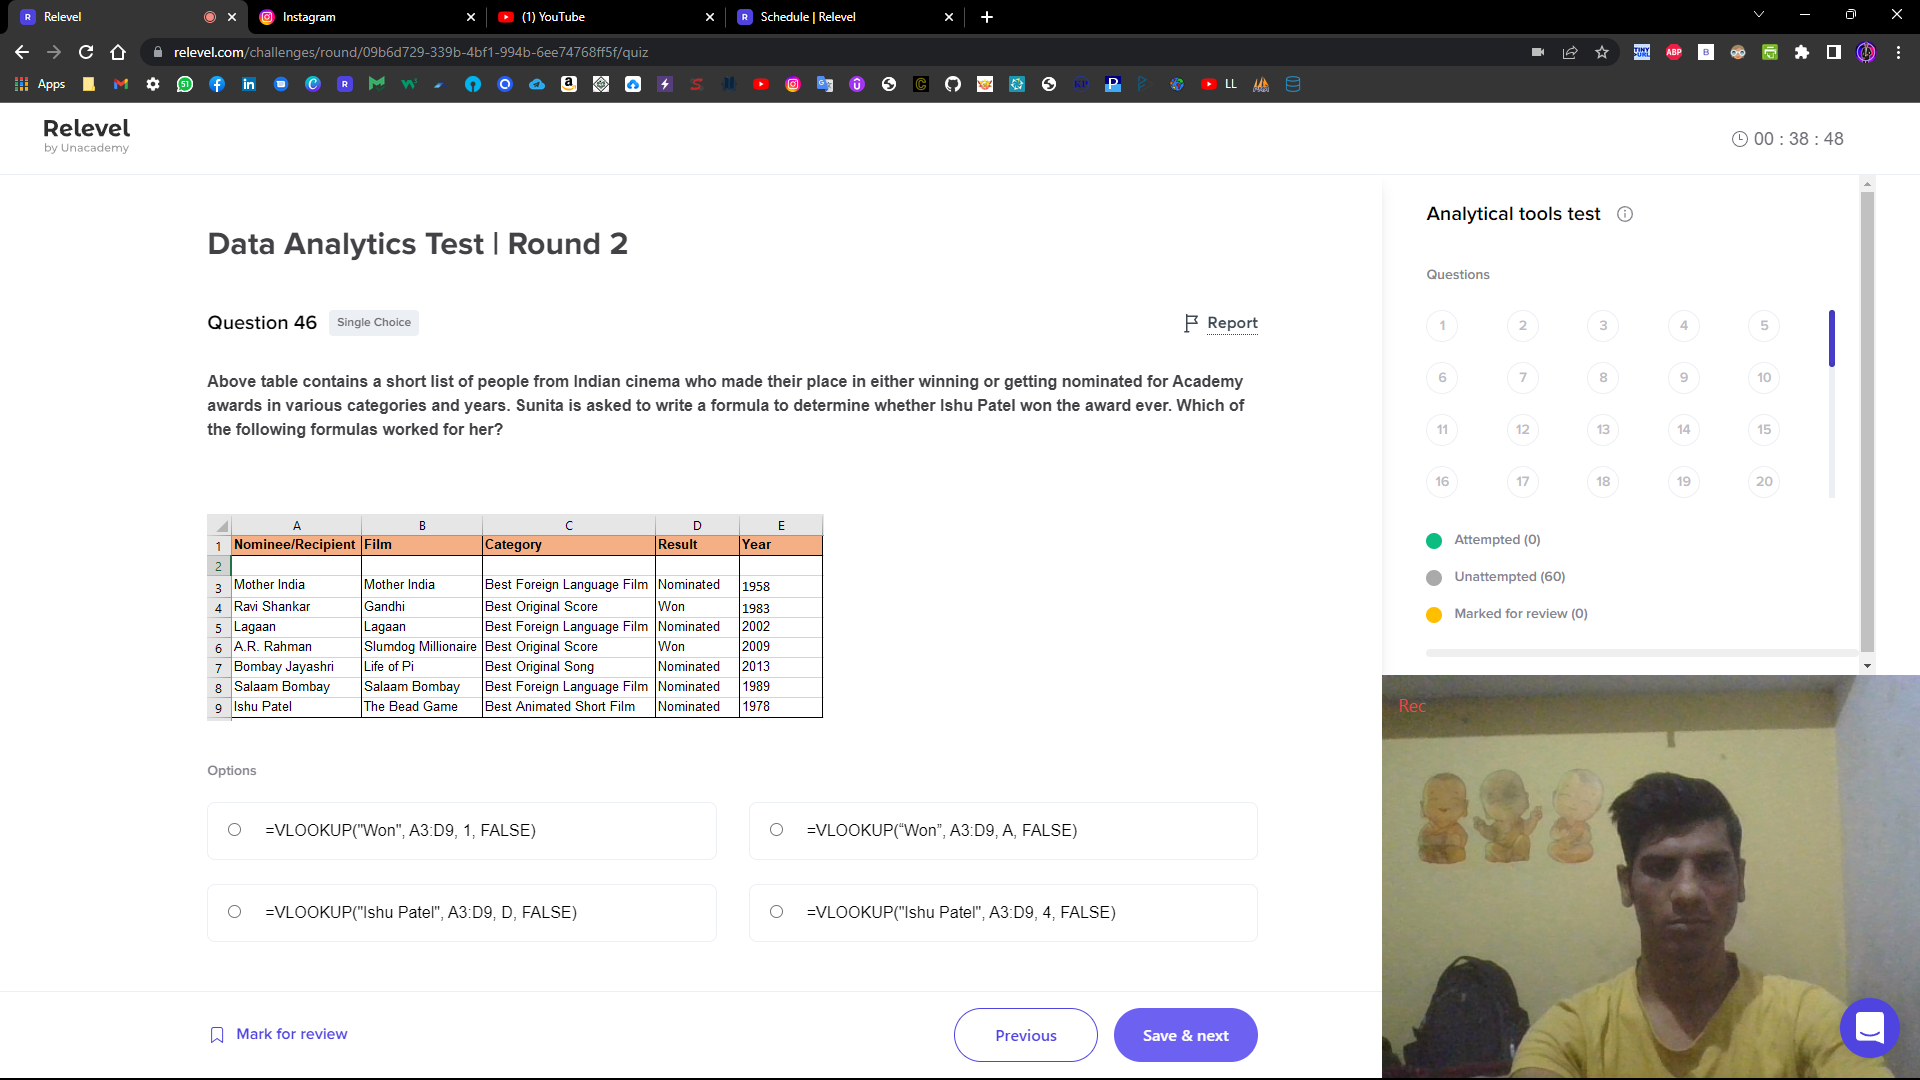 Relevel
Instagram
(1) YouTube
Schedule | Relevel
relevel.com/challenges/round/09b6d729-339b-4bf1-994b-6ee74768ff5f/quiz
Apps
LL
Relevel
by Unacademy
00 : 38 : 48
Data Analytics Test | Round 2
Question 46
Single Choice
Report
Above table contains a short list of people from Indian cinema who made their place in either winning or getting nominated for Academy
awards in various categories and years. Sunita is asked to write a formula to determine whether Ishu Patel won the award ever. Which of
the following formulas worked for her?
A B C D E
1 Nominee/Recipient Film Category Result Year
2
3 Mother India Mother India Best Foreign Language Film Nominated 1958
4 Ravi Shankar Gandhi Best Original Score Won 1983
5 Lagaan Lagaan Best Foreign Language Film Nominated 2002
6 A.R. Rahman Slumdog Millionaire Best Original Score Won 2009
7 Bombay Jayashri Life of Pi Best Original Song Nominated 2013
8 Salaam Bombay Salaam Bombay Best Foreign Language Film Nominated 1989
9 Ishu Patel The Bead Game Best Animated Short Film Nominated 1978
Options
=VLOOKUP("Won", A3:D9, 1, FALSE)
=VLOOKUP(“Won”, A3:D9, A, FALSE)
=VLOOKUP("Ishu Patel", A3:D9, D, FALSE)
=VLOOKUP("Ishu Patel", A3:D9, 4, FALSE)
Mark for review
Previous
Save & next
Analytical tools test
Questions
1 2 3 4 5
6 7 8 9 10
11 12 13 14 15
16 17 18 19 20
Attempted (0)
Unattempted (60)
Marked for review (0)
Rec